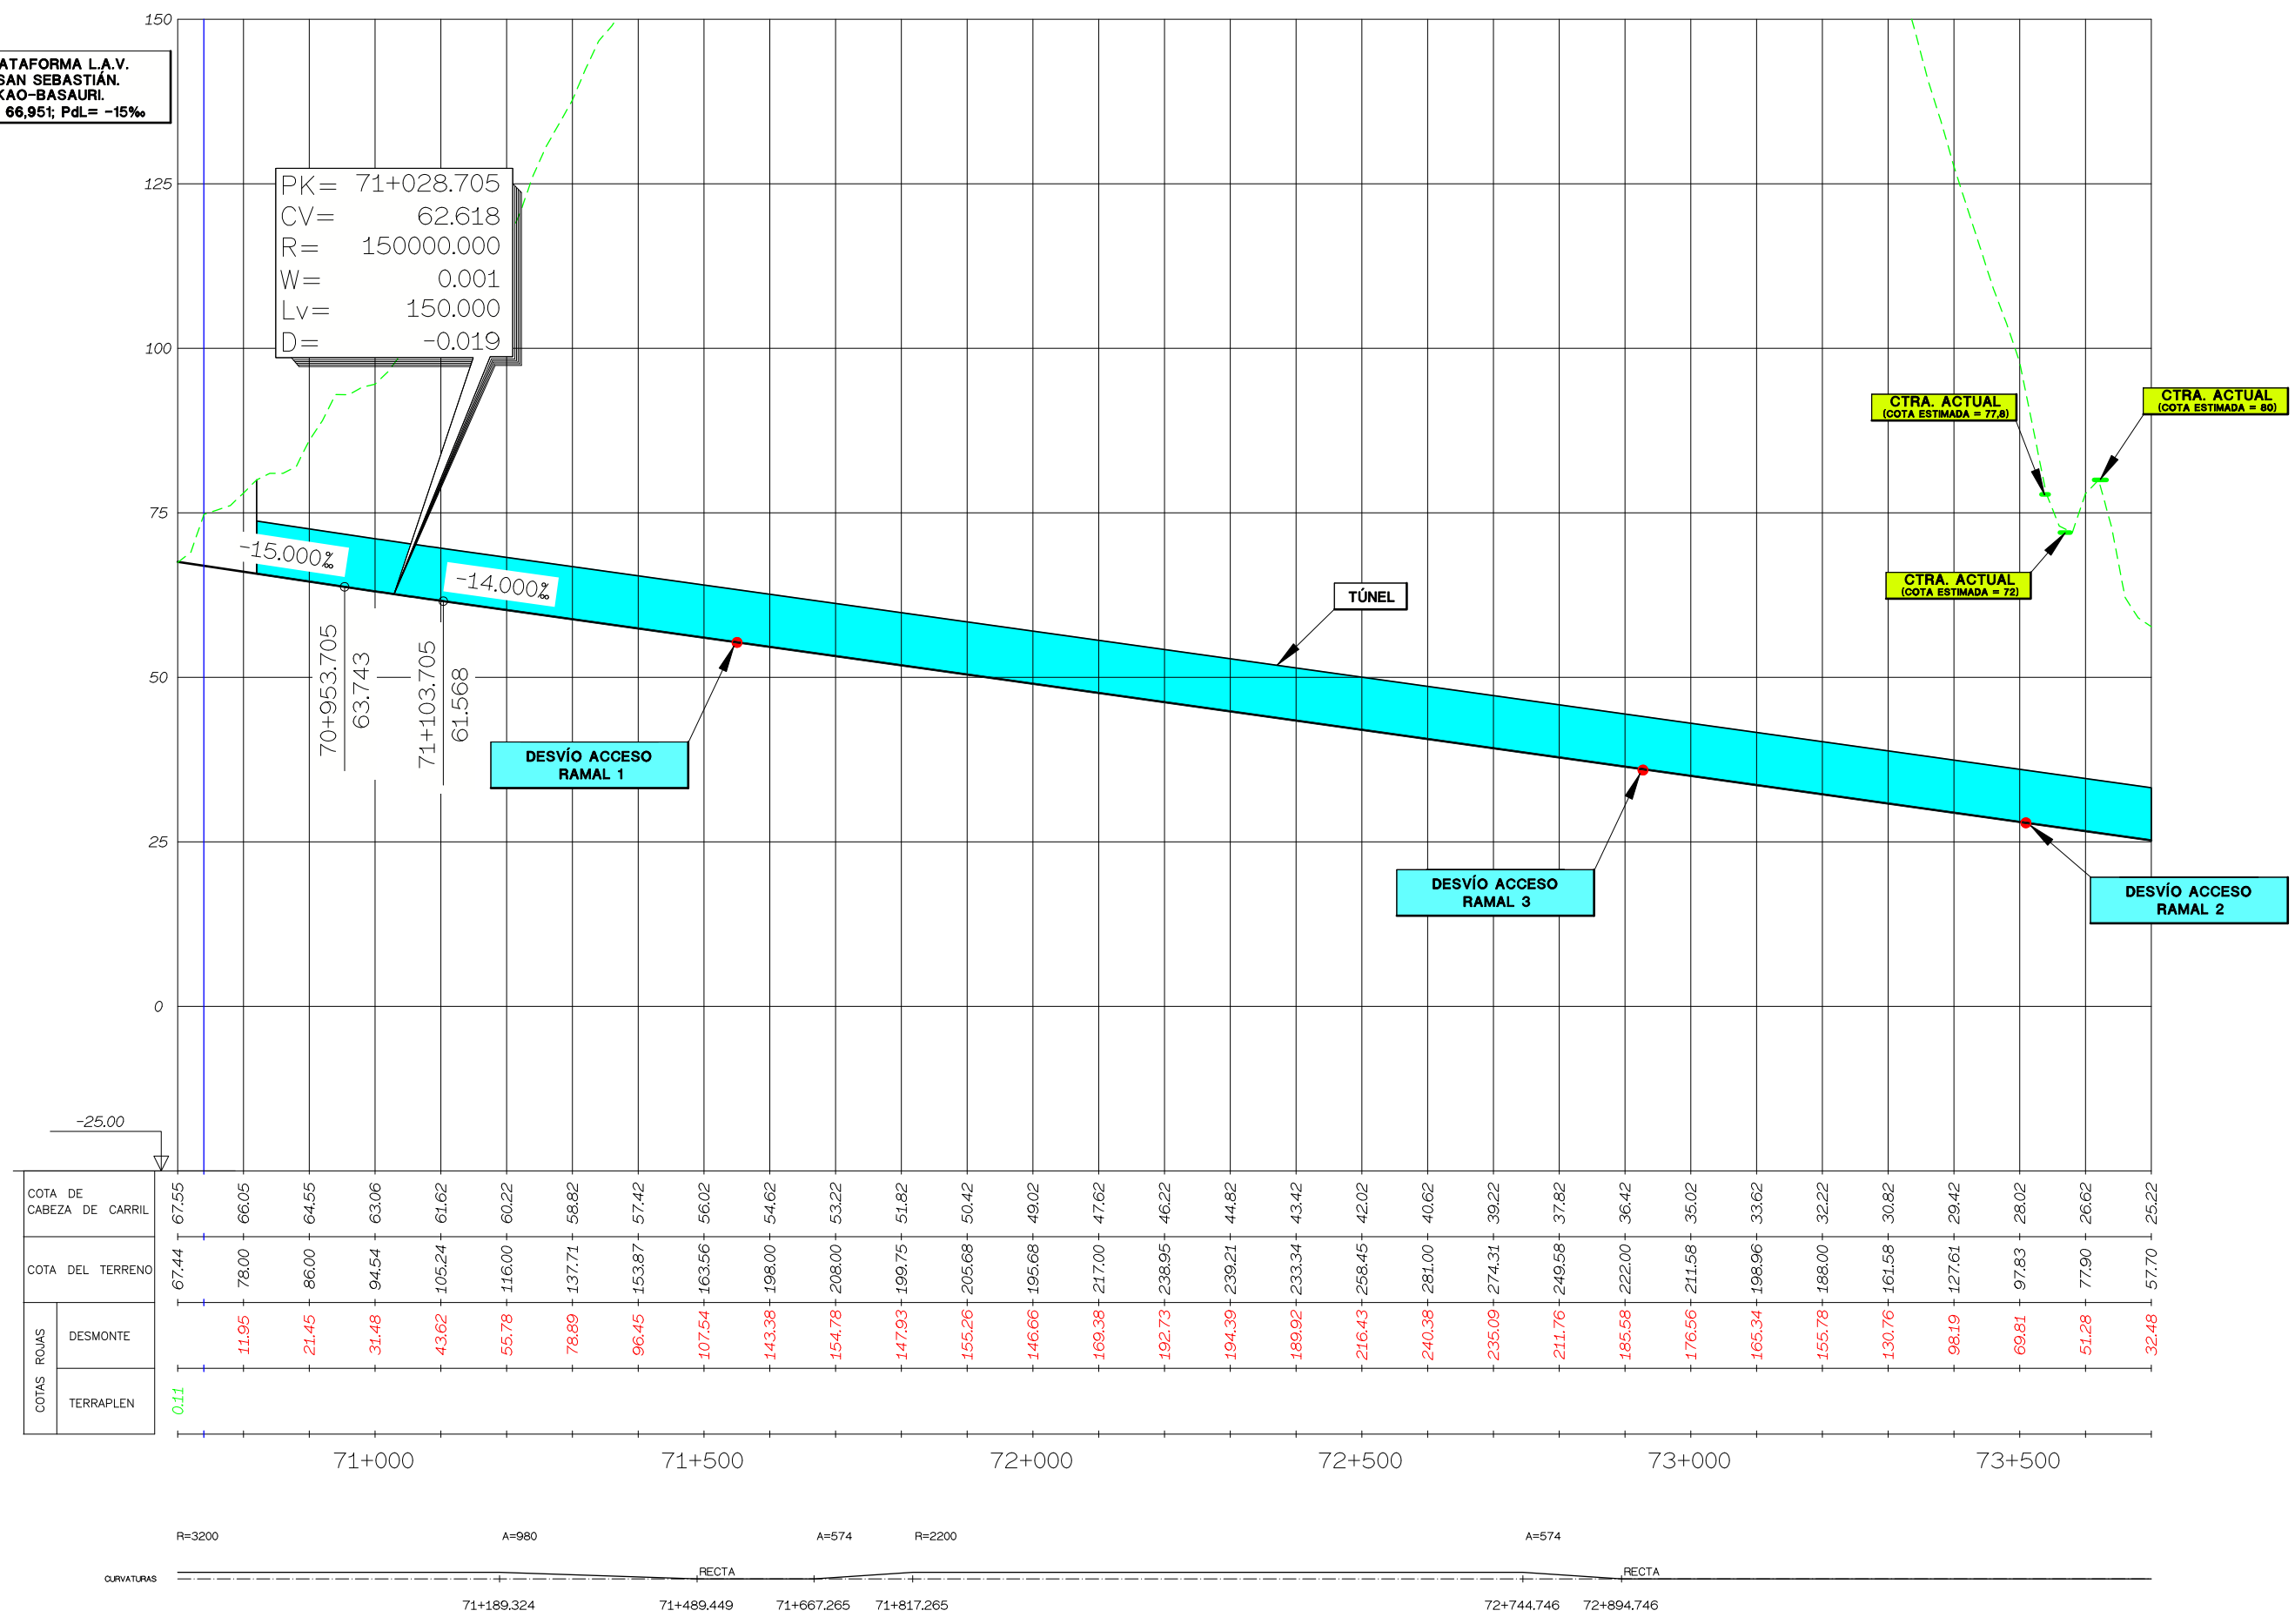 150
ATAFORMA L.A.V.
SAN SEBASTIÁN.
KAO-BASAURI.
66,951; PdL= -15‰
125
100
75
50
25
0
-25.00
PK= 71+028.705
CV= 62.618
R= 150000.000
W= 0.001
Lv= 150.000
D= -0.019
-15.000‰
-14.000‰
70+953.705
63.743
71+103.705
61.568
CTRA. ACTUAL
(COTA ESTIMADA = 77,8)
CTRA. ACTUAL
(COTA ESTIMADA = 80)
CTRA. ACTUAL
(COTA ESTIMADA = 72)
TÚNEL
DESVÍO ACCESO
RAMAL 1
DESVÍO ACCESO
RAMAL 3
DESVÍO ACCESO
RAMAL 2
COTA DE
CABEZA DE CARRIL
67.55 66.05 64.55 63.06 61.62 60.22 58.82 57.42 56.02 54.62 53.22 51.82 50.42 49.02 47.62 46.22 44.82 43.42 42.02 40.62 39.22 37.82 36.42 35.02 33.62 32.22 30.82 29.42 28.02 26.62 25.22
COTA DEL TERRENO
67.44 78.00 86.00 94.54 105.24 116.00 137.71 153.87 163.56 198.00 208.00 199.75 205.68 195.68 217.00 238.95 239.21 233.34 258.45 281.00 274.31 249.58 222.00 211.58 198.96 188.00 161.58 127.61 97.83 77.90 57.70
COTAS ROJAS
DESMONTE
11.95 21.45 31.48 43.62 55.78 78.89 96.45 107.54 143.38 154.78 147.93 155.26 146.66 169.38 192.73 194.39 189.92 216.43 240.38 235.09 211.76 185.58 176.56 165.34 155.78 130.76 98.19 69.81 51.28 32.48
TERRAPLEN
0.11
71+000 71+500 72+000 72+500 73+000 73+500
R=3200 A=980 A=574 R=2200 A=574
CURVATURAS
RECTA RECTA
71+189.324 71+489.449 71+667.265 71+817.265 72+744.746 72+894.746